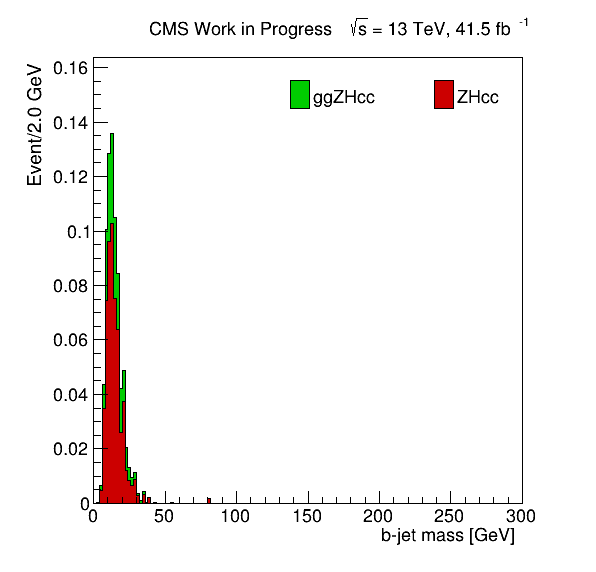 CMS Work in Progress √s = 13 TeV, 41.5 fb -1
Event/2.0 GeV
0.16
0.14
0.12
0.1
0.08
0.06
0.04
0.02
0
ggZHcc ZHcc
0 50 100 150 200 250 300
b-jet mass [GeV]